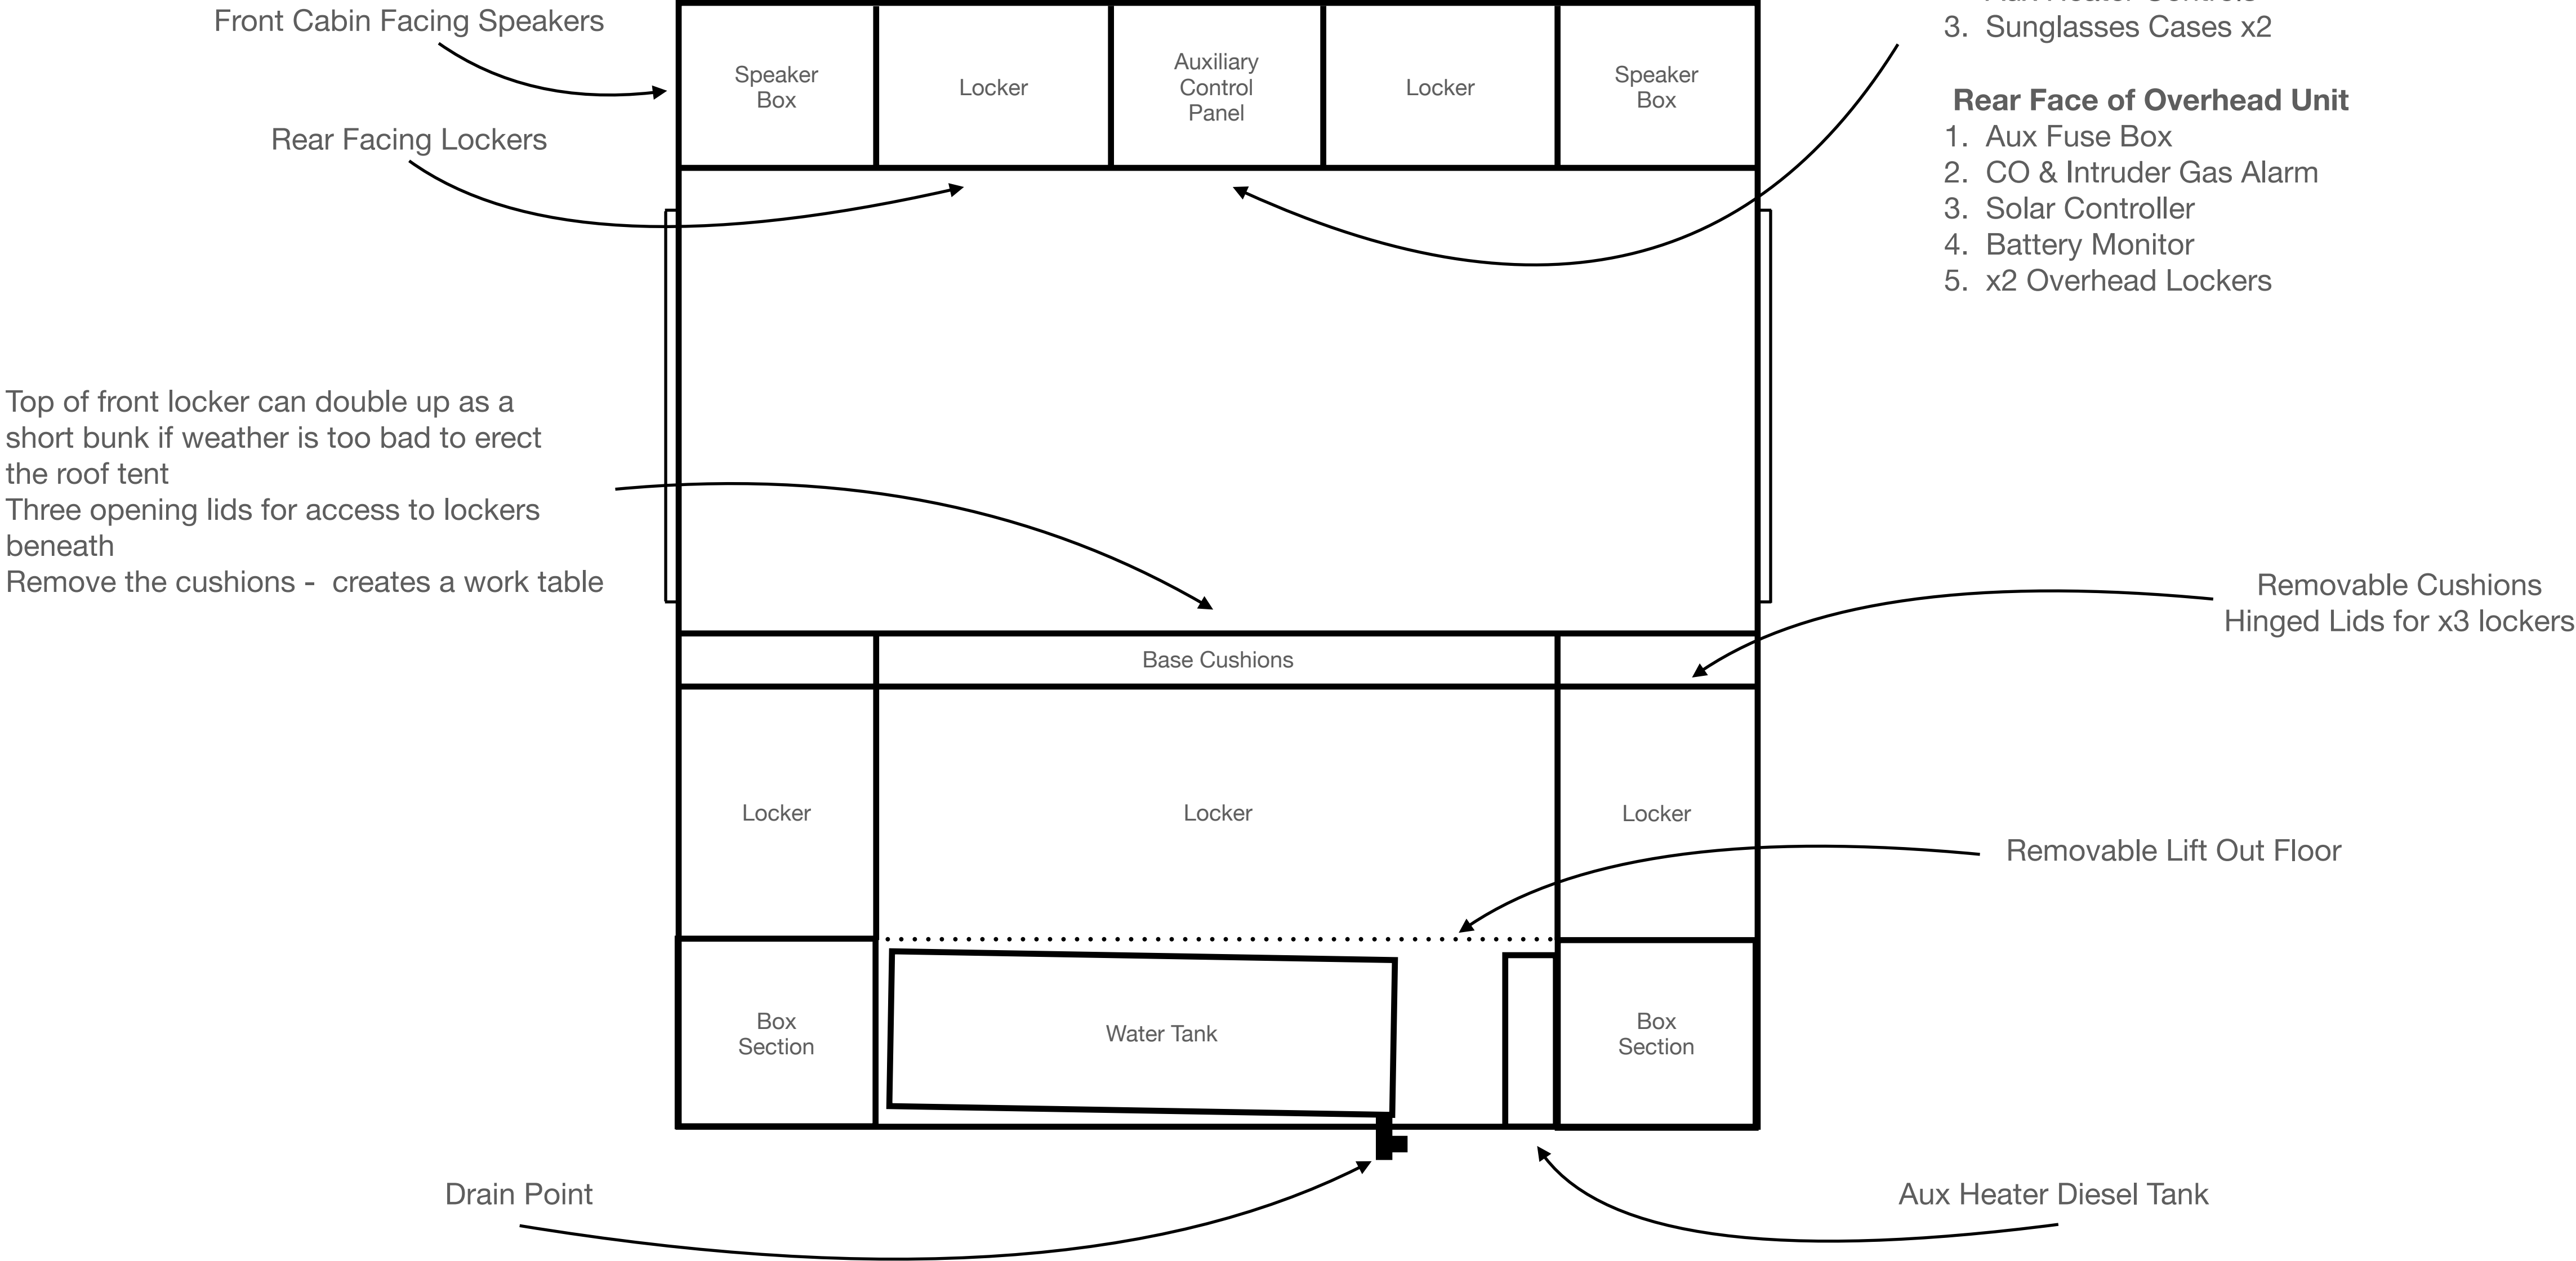 Front Cabin Facing Speakers
Aux Heater Controls
3. Sunglasses Cases x2
Speaker
Box
Locker
Auxiliary
Control
Panel
Locker
Speaker
Box
Rear Face of Overhead Unit
1. Aux Fuse Box
2. CO & Intruder Gas Alarm
3. Solar Controller
4. Battery Monitor
5. x2 Overhead Lockers
Rear Facing Lockers
Top of front locker can double up as a
short bunk if weather is too bad to erect
the roof tent
Three opening lids for access to lockers
beneath
Remove the cushions - creates a work table
Removable Cushions
Hinged Lids for x3 lockers
Base Cushions
Locker
Locker
Locker
Removable Lift Out Floor
Box
Section
Water Tank
Box
Section
Drain Point
Aux Heater Diesel Tank